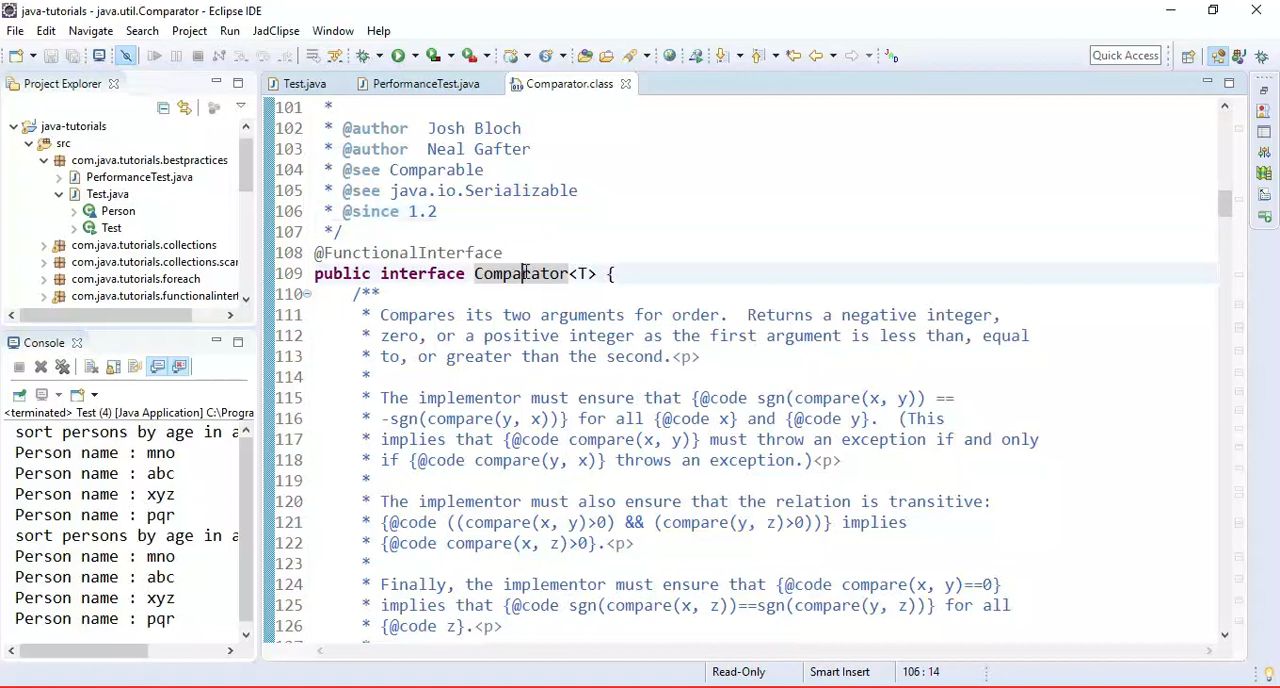 java-tutorials - java.util.Comparator - Eclipse IDE
File Edit Navigate Search Project Run JadClipse Window Help
Quick Access
Project Explorer
java-tutorials
src
com.java.tutorials.bestpractices
PerformanceTest.java
Test.java
Person
Test
com.java.tutorials.collections
com.java.tutorials.collections.scar
com.java.tutorials.foreach
com.java.tutorials.functionalinterf
Console
<terminated> Test (4) [Java Application] C:\Progra
sort persons by age in a
Person name : mno
Person name : abc
Person name : xyz
Person name : pqr
sort persons by age in a
Person name : mno
Person name : abc
Person name : xyz
Person name : pqr
Test.java PerformanceTest.java Comparator.class
101 *
102 * @author  Josh Bloch
103 * @author  Neal Gafter
104 * @see Comparable
105 * @see java.io.Serializable
106 * @since 1.2
107 */
108 @FunctionalInterface
109 public interface Comparator<T> {
110 /**
111 * Compares its two arguments for order.  Returns a negative integer,
112 * zero, or a positive integer as the first argument is less than, equal
113 * to, or greater than the second.<p>
114 *
115 * The implementor must ensure that {@code sgn(compare(x, y)) ==
116 * -sgn(compare(y, x))} for all {@code x} and {@code y}.  (This
117 * implies that {@code compare(x, y)} must throw an exception if and only
118 * if {@code compare(y, x)} throws an exception.)<p>
119 *
120 * The implementor must also ensure that the relation is transitive:
121 * {@code ((compare(x, y)>0) && (compare(y, z)>0))} implies
122 * {@code compare(x, z)>0}.<p>
123 *
124 * Finally, the implementor must ensure that {@code compare(x, y)==0}
125 * implies that {@code sgn(compare(x, z))==sgn(compare(y, z))} for all
126 * {@code z}.<p>
Read-Only Smart Insert 106 : 14